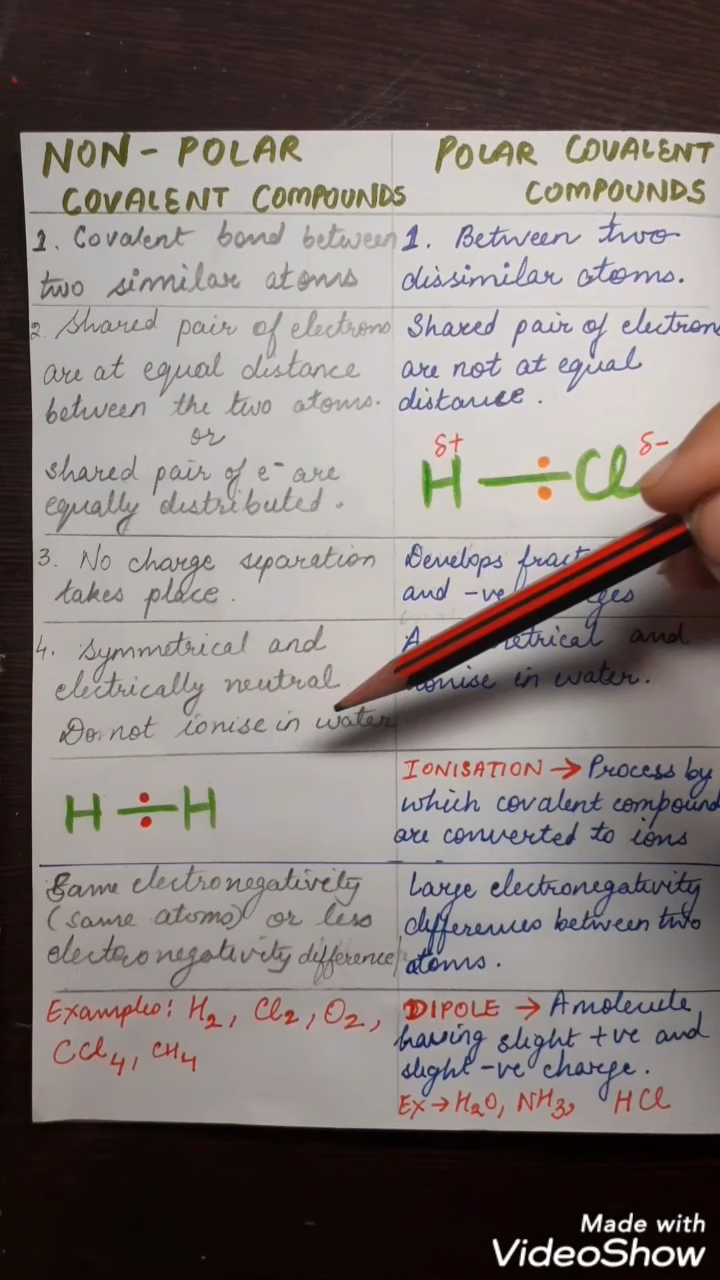 NON-POLAR
COVALENT COMPOUNDS
1. Covalent bond between
two similar atoms
2. Shared pair of electrons
are at equal distance
between the two atoms.
or
shared pair of e⁻ are
equally distributed.
3. No charge separation
takes place.
4. Symmetrical and
electrically neutral
Do not ionise in water
H : H
Same electronegativity
(same atoms) or less
electronegativity difference
Examples: H₂, Cl₂, O₂,
CCl₄, CH₄
POLAR COVALENT
COMPOUNDS
1. Between two
dissimilar atoms.
Shared pair of electron
are not at equal
distance.
δ+ δ-
H — : Cl
Develops
and -ve
and
ionise in water.
IONISATION → Process by
which covalent compound
are converted to ions
Large electronegativity
differences between two
atoms.
DIPOLE → A molecule
having slight +ve and
slight -ve charge.
EX → H₂O, NH₃, HCl
Made with
VideoShow